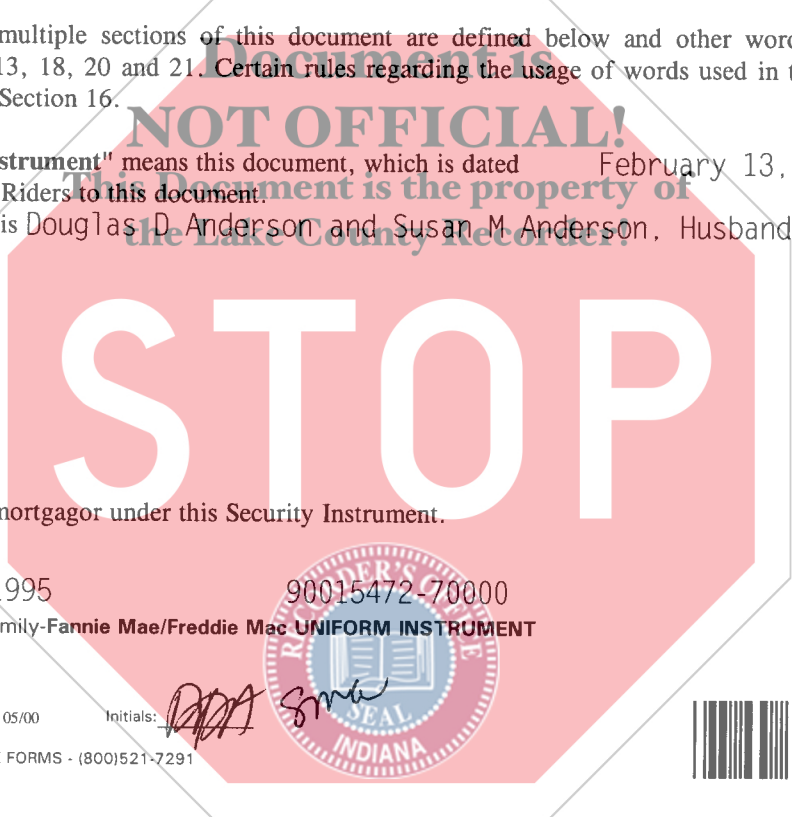 multiple sections of this document are defined below and other word
Document is
13, 18, 20 and 21. Certain rules regarding the usage of words used in t
Section 16.
NOT OFFICIAL!
strument" means this document, which is dated February 13,
This Document is the property of
Riders to this document.
is Douglas D Anderson and Susan M Anderson, Husband
the Lake County Recorder!
STOP
mortgagor under this Security Instrument.
1995 90015472-70000
mily-Fannie Mae/Freddie Mac UNIFORM INSTRUMENT
RECORDER'S OFFICE
05/00 Initials: DDA SMA
SEAL
INDIANA
FORMS - (800)521-7291